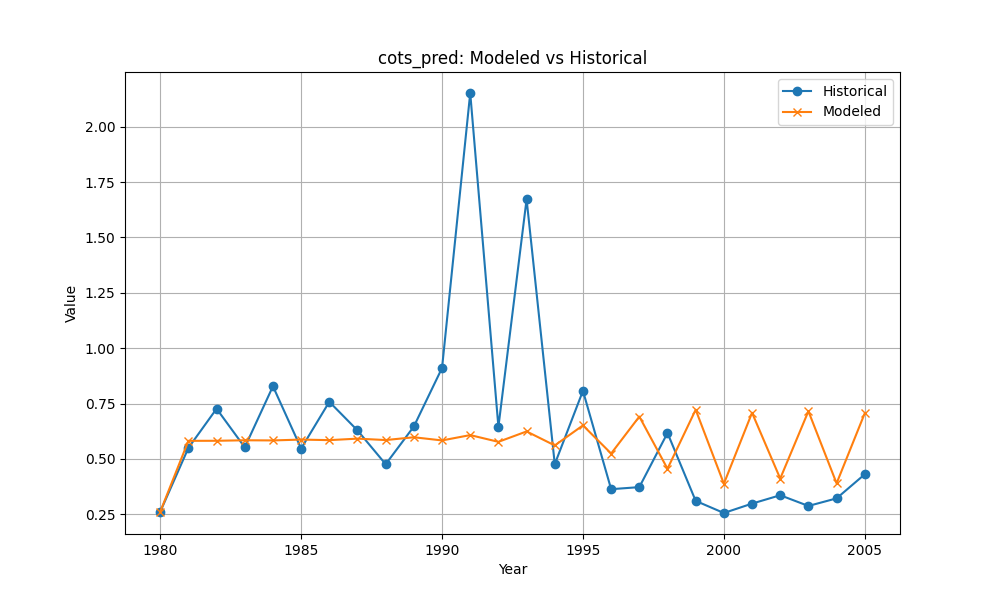 cots_pred: Modeled vs Historical
Historical
Modeled
2.00
1.75
1.50
1.25
1.00
0.75
0.50
0.25
Value
1980 1985 1990 1995 2000 2005
Year